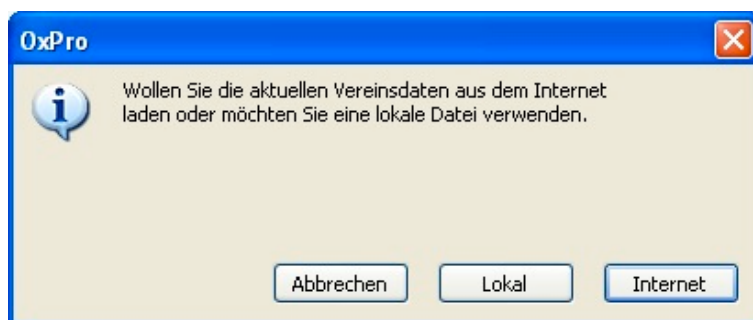 OxPro
Wollen Sie die aktuellen Vereinsdaten aus dem Internet
laden oder möchten Sie eine lokale Datei verwenden.
Abbrechen
Lokal
Internet